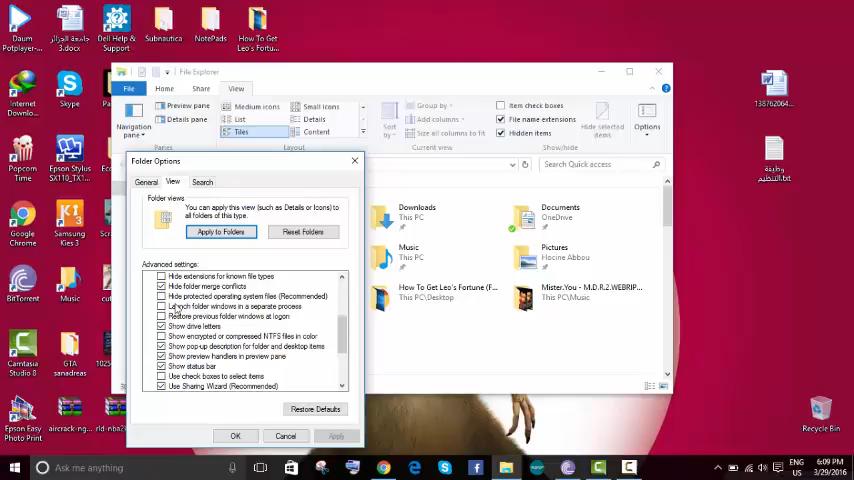 Daum
Potplayer-...
جامعة الجزائر
3.docx
Dell Help &
Support
Subnautica
NotePads
How To Get
Leo's Fortu...
Internet
Downlo...
Skype
Popcorn
Time
Epson Stylus
SX110_TX1...
Google
Chrome
Samsung
Kies 3
BitTorrent
Music
Camtasia
Studio 8
GTA
sanadreas
1025
Epson Easy
Photo Print
aircrack-ng...
rld-nba2
138762064...
وظيفة
التنظيم.txt
Recycle Bin
File Explorer
File
Home
Share
View
Navigation
pane
Preview pane
Details pane
Panes
Medium icons
Small icons
List
Details
Tiles
Content
Layout
Sort
by
Group by
Add columns
Size all columns to fit
Current view
Item check boxes
File name extensions
Hidden items
Hide selected
items
Options
Search Quick access
Downloads
This PC
Documents
OneDrive
Music
This PC
Pictures
Hocine Abbou
How To Get Leo's Fortune (F...
This PC\Desktop
Mister.You - M.D.R.2WEBRIP...
This PC\Music
Folder Options
General
View
Search
Folder views
You can apply this view (such as Details or Icons) to
all folders of this type.
Apply to Folders
Reset Folders
Advanced settings:
Hide extensions for known file types
Hide folder merge conflicts
Hide protected operating system files (Recommended)
Launch folder windows in a separate process
Restore previous folder windows at logon
Show drive letters
Show encrypted or compressed NTFS files in color
Show pop-up description for folder and desktop items
Show preview handlers in preview pane
Show status bar
Use check boxes to select items
Use Sharing Wizard (Recommended)
Restore Defaults
OK
Cancel
Apply
Ask me anything
ENG
US
6:09 PM
3/29/2016